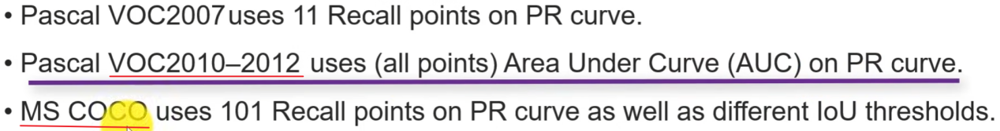 • Pascal VOC2007uses 11 Recall points on PR curve.
• Pascal VOC2010–2012 uses (all points) Area Under Curve (AUC) on PR curve.
• MS COCO uses 101 Recall points on PR curve as well as different IoU thresholds.